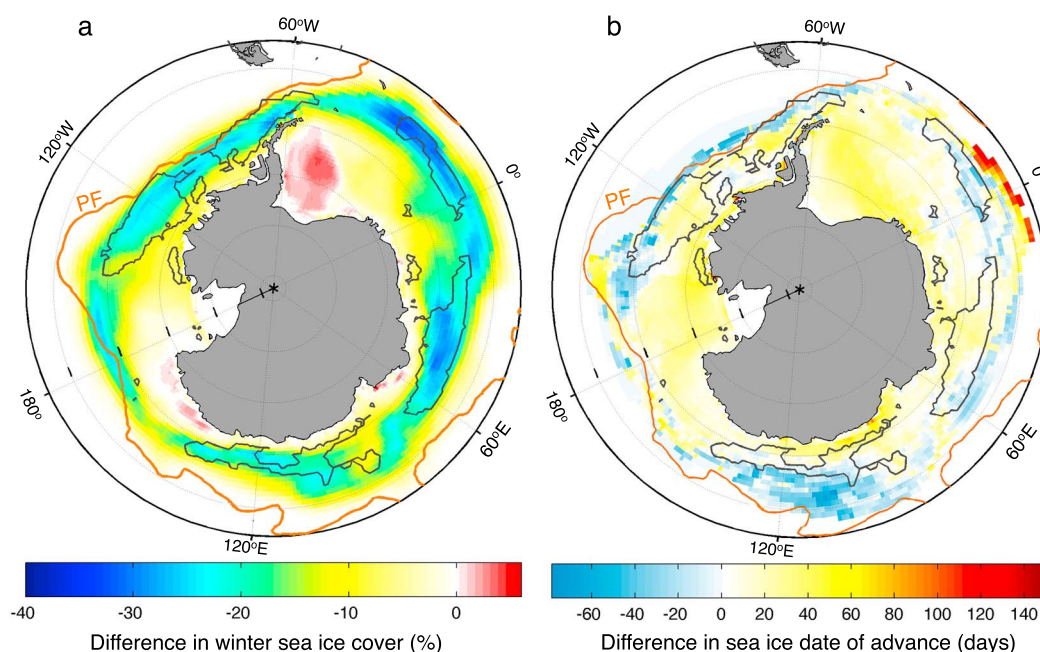 a
60°W
120°W
0°
PF
*
180°
60°E
120°E
-40 -30 -20 -10 0
Difference in winter sea ice cover (%)
b
60°W
120°W
0°
PF
*
180°
60°E
120°E
-60 -40 -20 0 20 40 60 80 100 120 140
Difference in sea ice date of advance (days)